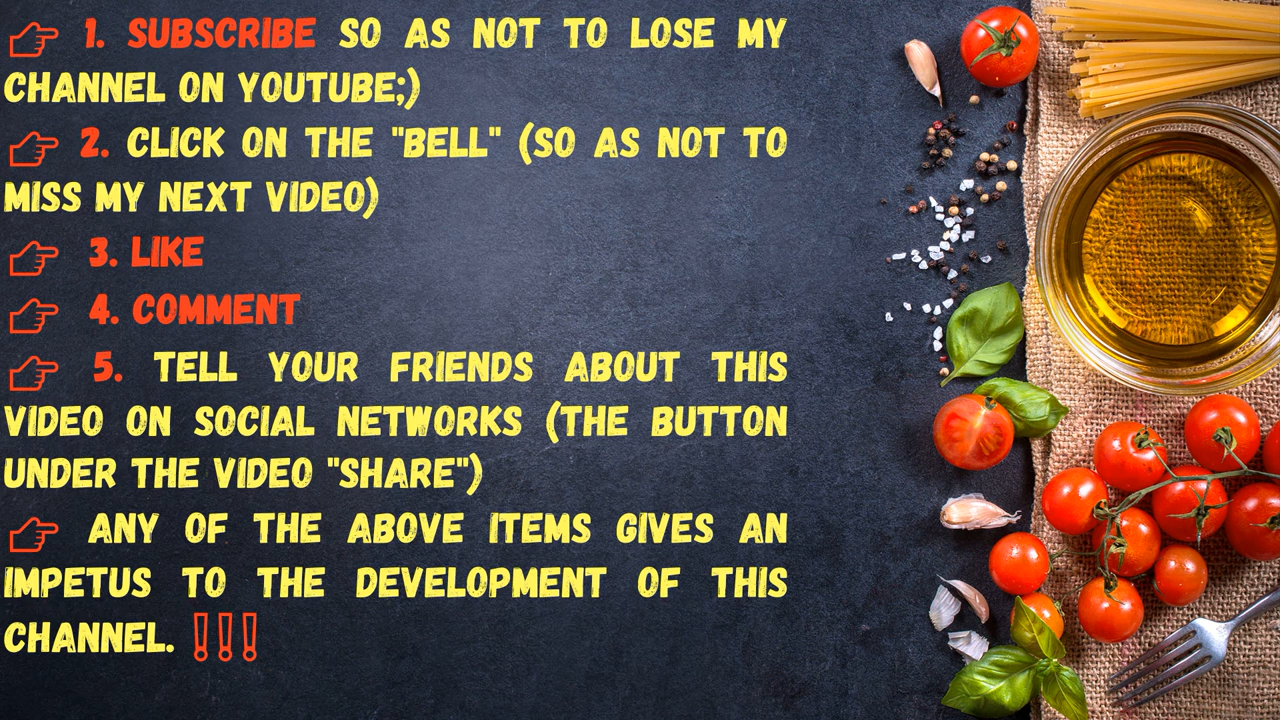 👉 1. SUBSCRIBE SO AS NOT TO LOSE MY
CHANNEL ON YOUTUBE;)
👉 2. CLICK ON THE "BELL" (SO AS NOT TO
MISS MY NEXT VIDEO)
👉 3. LIKE
👉 4. COMMENT
👉 5. TELL YOUR FRIENDS ABOUT THIS
VIDEO ON SOCIAL NETWORKS (THE BUTTON
UNDER THE VIDEO "SHARE")
👉 ANY OF THE ABOVE ITEMS GIVES AN
IMPETUS TO THE DEVELOPMENT OF THIS
CHANNEL. ❗❗❗